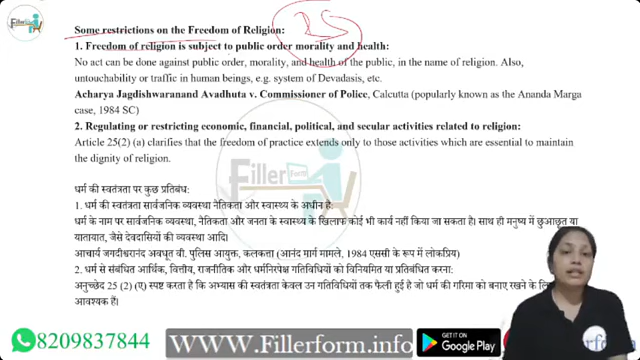 Fillerform
25
Some restrictions on the Freedom of Religion:
1. Freedom of religion is subject to public order morality and health:
No act can be done against public order, morality, and health of the public, in the name of religion. Also,
untouchability or traffic in human beings, e.g. system of Devadasis, etc.
Acharya Jagdishwaranand Avadhuta v. Commissioner of Police, Calcutta (popularly known as the Ananda Marga
case, 1984 SC)
2. Regulating or restricting economic, financial, political, and secular activities related to religion:
Article 25(2) (a) clarifies that the freedom of practice extends only to those activities which are essential to maintain
the dignity of religion.
FillerForm
धर्म की स्वतंत्रता पर कुछ प्रतिबंध:
1. धर्म की स्वतंत्रता सार्वजनिक व्यवस्था नैतिकता और स्वास्थ्य के अधीन है:
धर्म के नाम पर सार्वजनिक व्यवस्था, नैतिकता और जनता के स्वास्थ्य के खिलाफ कोई भी कार्य नहीं किया जा सकता है। साथ ही मनुष्य में छुआछूत या
यातायात, जैसे देवदासियों की व्यवस्था आदि।
आचार्य जगदीश्वरानंद अवधूत वी. पुलिस आयुक्त, कलकत्ता (आनंद मार्ग मामले, 1984 एससी के रूप में लोकप्रिय)
2. धर्म से संबंधित आर्थिक, वित्तीय, राजनीतिक और धर्मनिरपेक्ष गतिविधियों को विनियमित या प्रतिबंधित करना:
अनुच्छेद 25 (2) (ए) स्पष्ट करता है कि अभ्यास की स्वतंत्रता केवल उन गतिविधियों तक फैली हुई है जो धर्म की गरिमा को बनाए रखने के
आवश्यक हैं।
8209837844
www.Fillerform.info
GET IT ON
Google Play